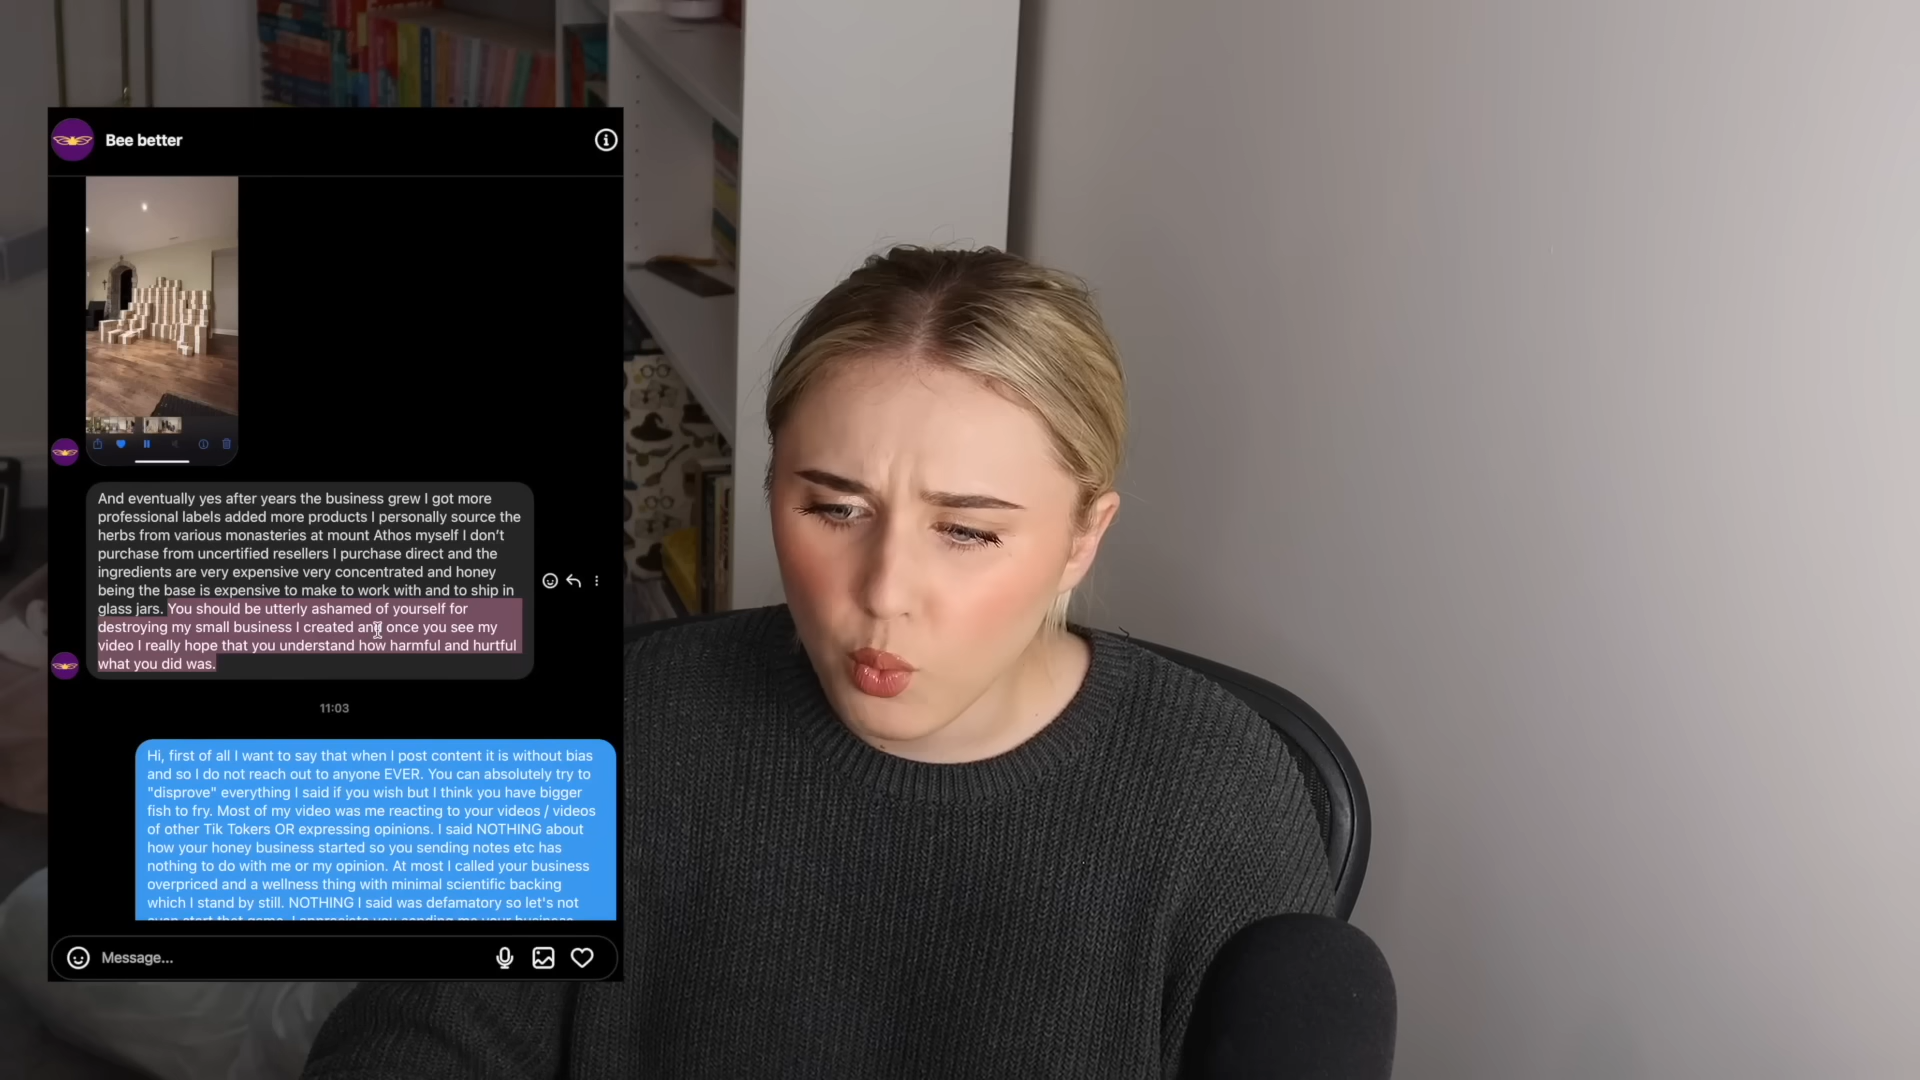 Bee better
And eventually yes after years the business grew I got more
professional labels added more products I personally source the
herbs from various monasteries at mount Athos myself I don't
purchase from uncertified resellers I purchase direct and the
ingredients are very expensive very concentrated and honey
being the base is expensive to make to work with and to ship in
glass jars. You should be utterly ashamed of yourself for
destroying my small business I created and once you see my
video I really hope that you understand how harmful and hurtful
what you did was.
11:03
Hi, first of all I want to say that when I post content it is without bias
and so I do not reach out to anyone EVER. You can absolutely try to
"disprove" everything I said if you wish but I think you have bigger
fish to fry. Most of my video was me reacting to your videos / videos
of other Tik Tokers OR expressing opinions. I said NOTHING about
how your honey business started so you sending notes etc has
nothing to do with me or my opinion. At most I called your business
overpriced and a wellness thing with minimal scientific backing
which I stand by still. NOTHING I said was defamatory so let's not
Message...